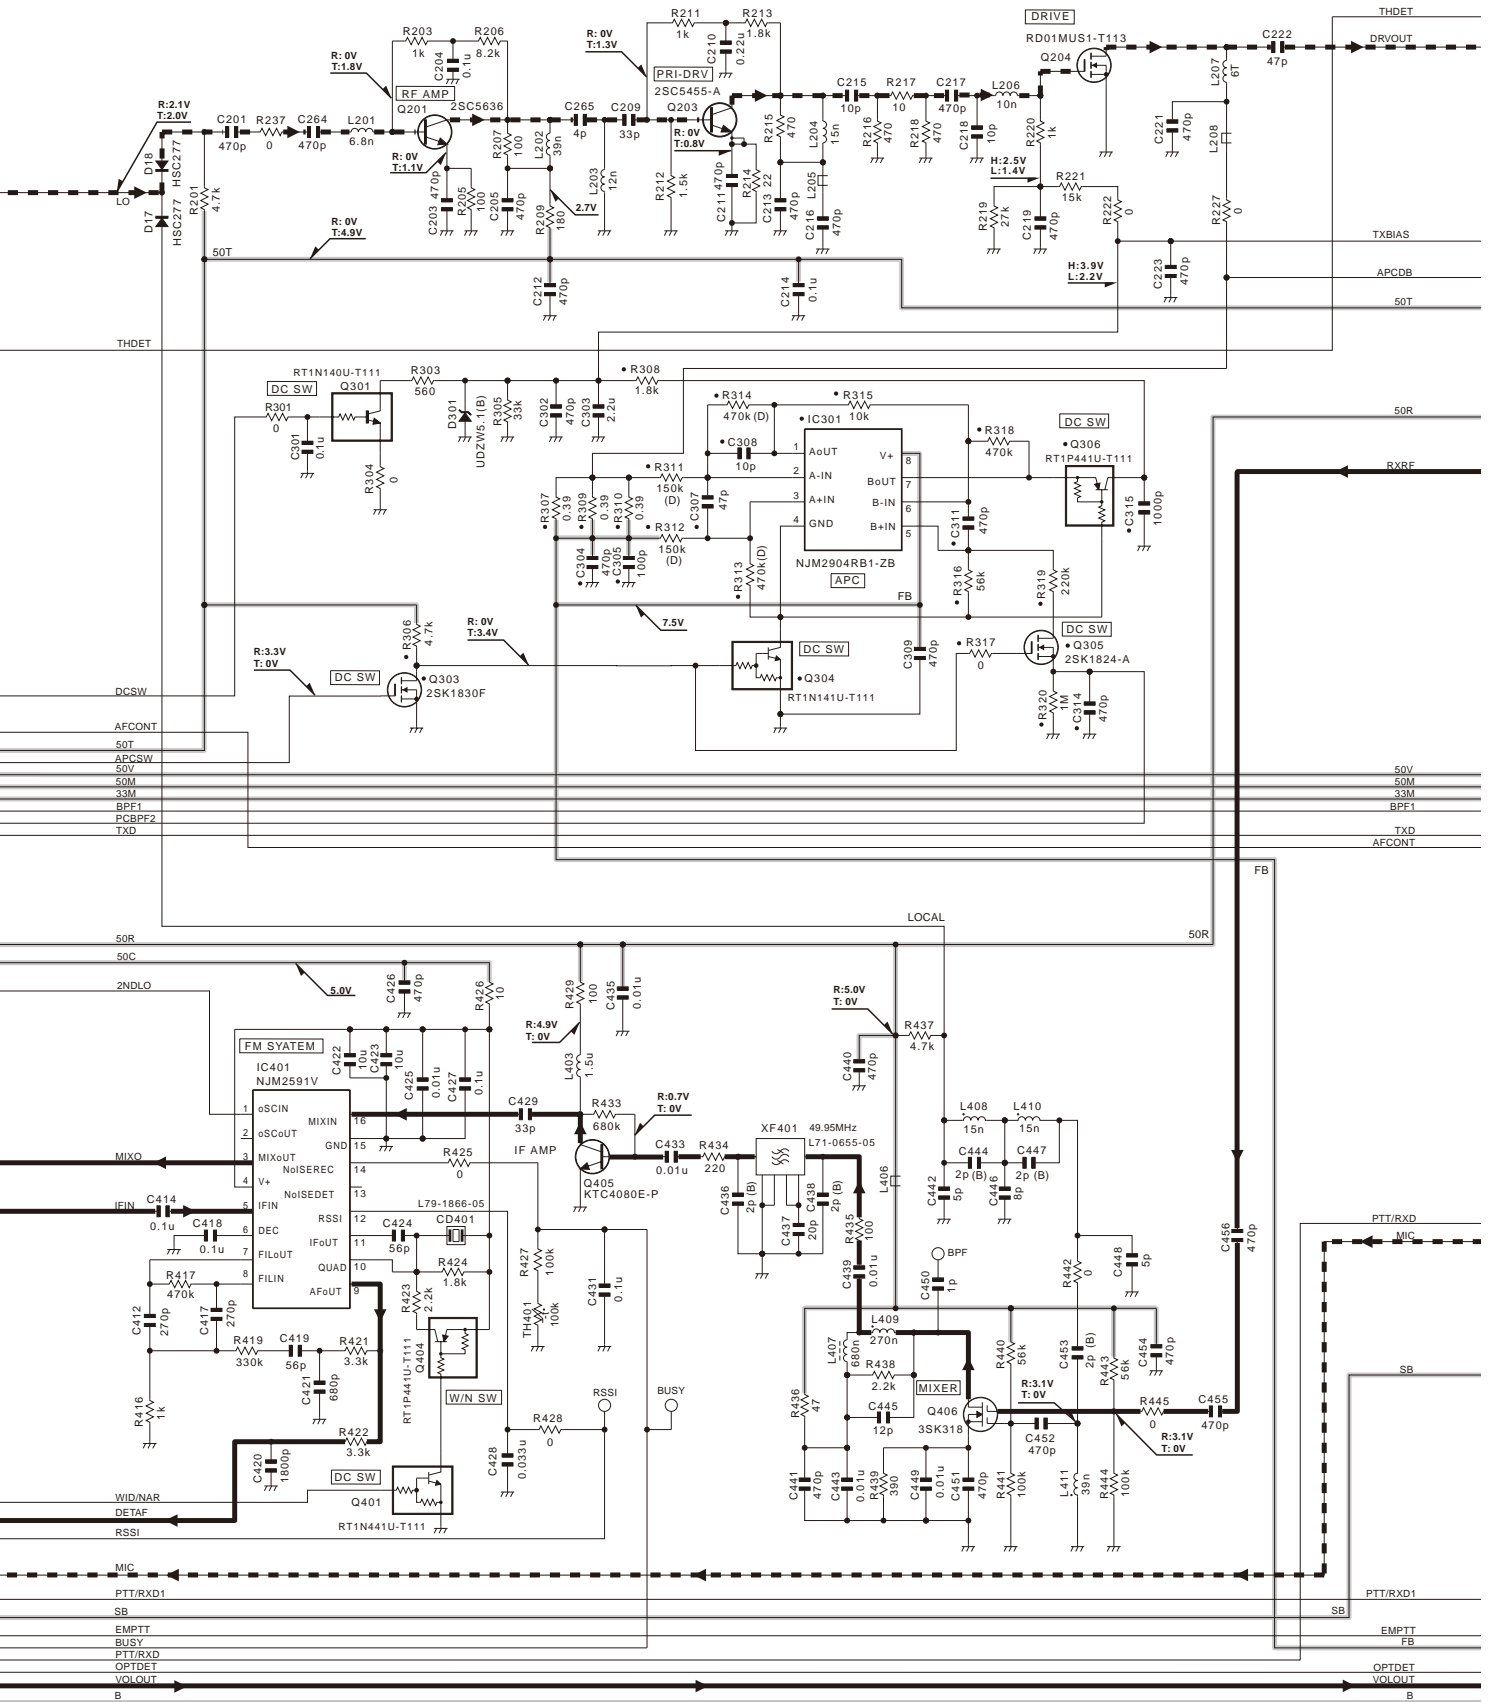 R211
1k
R213
1.8k
C210
0.22u
R203
1k
R206
8.2k
C204
0.1u
R: 0V
T:1.8V
R: 0V
T:1.3V
DRIVE
RD01MUS1-T113
Q204
THDET
C222
47p
DRVOUT
L207
6T
PRI-DRV
2SC5455-A
Q203
RF AMP
2SC5636
Q201
R:2.1V
T:2.0V
C201
470p
R237
0
C264
470p
L201
6.8n
C265
4p
C209
33p
C215
10p
R217
10
C217
470p
L206
10n
D18
HSC277
D17
HSC277
LO
R201
4.7k
R: 0V
T:1.1V
C203
470p
R205
100
R207
100
C205
470p
L202
39n
R209
180
2.7V
L203
12n
R212
1.5k
R: 0V
T:0.8V
C211
470p
R214
22
R215
470
C213
470p
L204
15n
L205
C216
470p
R216
470
R218
470
C218
10p
R220
1k
H:2.5V
L:1.4V
R221
15k
R219
27k
C219
470p
R222
0
C221
470p
L208
R227
0
TXBIAS
H:3.9V
L:2.2V
C223
470p
APCDB
50T
R: 0V
T:4.9V
50T
C212
470p
C214
0.1u
THDET
RT1N140U-T111
DC SW
Q301
R301
0
C301
0.1u
R303
560
R304
0
D301
UDZW5.1(B)
R305
33k
C302
470p
C303
2.2u
R308
1.8k
R314
470k (D)
R315
10k
C308
10p
IC301
1
AoUT
2
A-IN
3
A+IN
4
GND
V+
8
BoUT
7
B-IN
6
B+IN
5
NJM2904RB1-ZB
APC
R318
470k
DC SW
Q306
RT1P441U-T111
C315
1000p
50R
RXRF
R307
0.39
R309
0.39
R310
0.39
R311
150k
(D)
R312
150k
(D)
C304
470p
C305
100p
C307
47p
R313
470k(D)
C311
470p
R316
56k
R319
220k
FB
7.5V
R306
4.7k
R: 0V
T:3.4V
R:3.3V
T: 0V
DC SW
Q303
2SK1830F
DC SW
Q304
RT1N141U-T111
C309
470p
R317
0
DC SW
Q305
2SK1824-A
R320
1M
C314
470p
DCSW
AFCONT
50T
APCSW
50V
50M
33M
BPF1
PCBPF2
TXD
50V
50M
33M
BPF1
TXD
AFCONT
FB
LOCAL
50R
50R
50C
5.0V
2NDLO
C426
470p
R426
10
R429
100
C435
0.01u
R:4.9V
T: 0V
L403
1.5u
R:5.0V
T: 0V
R437
4.7k
C440
470p
FM SYATEM
IC401
NJM2591V
C422
10u
C423
10u
C425
0.01u
C427
0.1u
1
oSCIN
2
oSCoUT
3
MIXoUT
4
V+
5
IFIN
6
DEC
7
FILoUT
8
FILIN
MIXIN
16
GND
15
NoISEREC
14
NoISEDET
13
RSSI
12
IFoUT
11
QUAD
10
AFoUT
9
MIXO
IFIN
C414
0.1u
C418
0.1u
R425
0
L79-1866-05
C424
56p
CD401
R424
1.8k
R423
2.2k
C429
33p
R433
680k
IF AMP
Q405
KTC4080E-P
R:0.7V
T: 0V
C433
0.01u
R434
220
XF401
49.95MHz
L71-0655-05
C436
2p (B)
C437
20p
C438
2p (B)
R435
100
C439
0.01u
L406
L408
15n
L410
15n
C444
2p (B)
C447
2p (B)
C442
5p
C446
8p
R442
0
C448
5p
C456
470p
PTT/RXD
MIC
R417
470k
C412
270p
C417
270p
R419
330k
C419
56p
C421
680p
R421
3.3k
R416
1k
R422
3.3k
C420
1800p
RT1P441U-T111
Q404
W/N SW
R427
100k
TH401
100k
C431
0.1u
RSSI
BUSY
R428
0
C428
0.033u
DC SW
Q401
RT1N441U-T111
BPF
C450
1p
L409
270n
L407
680n
R438
2.2k
C445
12p
MIXER
Q406
3SK318
R436
47
C441
470p
C443
0.01u
R439
390
C449
0.01u
C451
470p
R440
56k
R441
100k
C452
470p
C453
2p (B)
L411
39n
R443
56k
R444
100k
C454
470p
R:3.1V
T: 0V
R445
0
C455
470p
R:3.1V
T: 0V
SB
WID/NAR
DETAF
RSSI
MIC
PTT/RXD1
SB
EMPTT
BUSY
PTT/RXD
OPTDET
VOLOUT
B
PTT/RXD1
SB
EMPTT
FB
OPTDET
VOLOUT
B